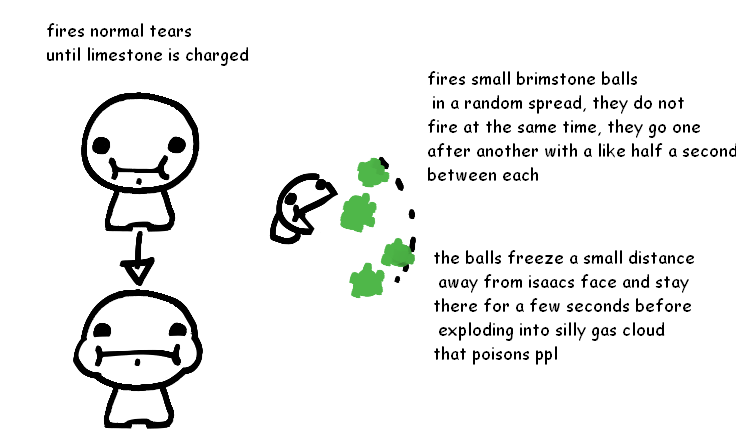 fires normal tears
until limestone is charged
fires small brimstone balls
in a random spread, they do not
fire at the same time, they go one
after another with a like half a second
between each
the balls freeze a small distance
away from isaacs face and stay
there for a few seconds before
exploding into silly gas cloud
that poisons ppl